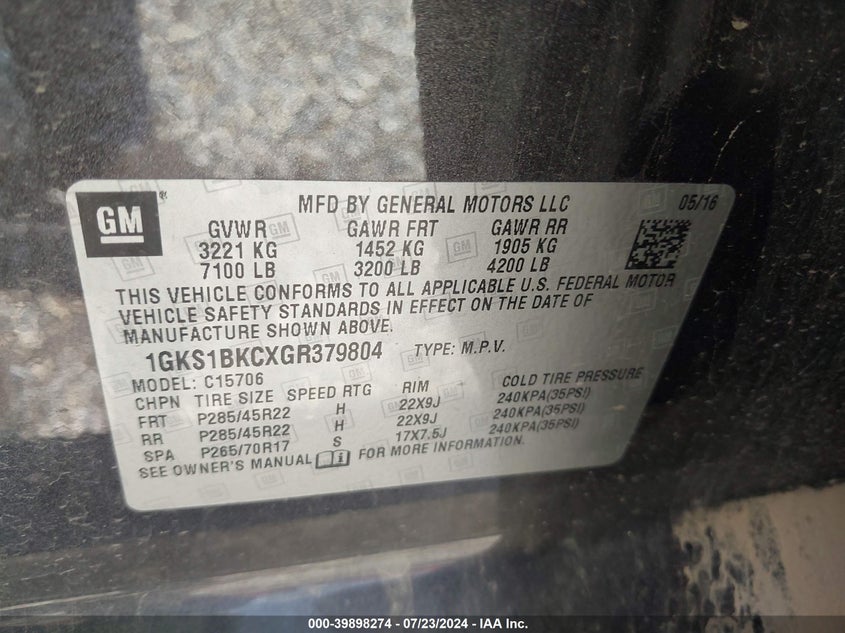 GM
MFD BY GENERAL MOTORS LLC 05/16
GVWR GAWR FRT GAWR RR
3221 KG 1452 KG 1905 KG
7100 LB 3200 LB 4200 LB
THIS VEHICLE CONFORMS TO ALL APPLICABLE U.S. FEDERAL MOTOR
VEHICLE SAFETY STANDARDS IN EFFECT ON THE DATE OF
MANUFACTURE SHOWN ABOVE.
1GKS1BKCXGR379804 TYPE: M.P.V.
MODEL: C15706
CHPN TIRE SIZE SPEED RTG RIM COLD TIRE PRESSURE
FRT P285/45R22 H 22X9J 240KPA(35PSI)
RR P285/45R22 H 22X9J 240KPA(35PSI)
SPA P265/70R17 S 17X7.5J 240KPA(35PSI)
SEE OWNER'S MANUAL FOR MORE INFORMATION.
000-39898274 / 07/23/2024 - IAA Inc.